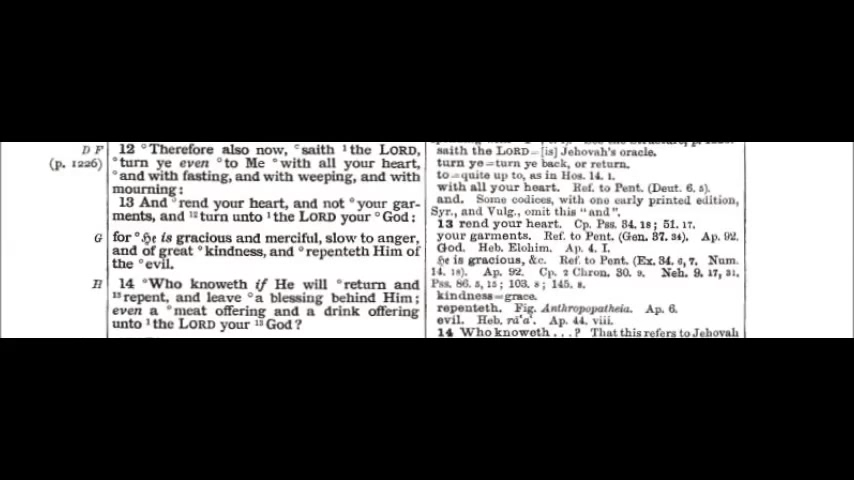 D F
(p. 1226)
12 °Therefore also now, °saith ¹the LORD,
°turn ye even °to Me °with all your heart,
°and with fasting, and with weeping, and with
mourning:
13 And °rend your heart, and not °your gar-
ments, and ¹²turn unto ¹the LORD your °God:
G
for °He is gracious and merciful, slow to anger,
and of great °kindness, and °repenteth Him of
the °evil.
H
14 °Who knoweth if He will °return and
¹³repent, and leave °a blessing behind Him;
even a °meat offering and a drink offering
unto ¹the LORD your ¹³God?
saith the LORD=[is] Jehovah's oracle.
turn ye=turn ye back, or return.
to=quite up to, as in Hos. 14. 1.
with all your heart. Ref. to Pent. (Deut. 6. 5).
and. Some codices, with one early printed edition,
Syr., and Vulg., omit this "and".
13 rend your heart. Cp. Pss. 34. 18; 51. 17.
your garments. Ref. to Pent. (Gen. 37. 34). Ap. 92.
God. Heb. Elohim. Ap. 4. I.
He is gracious, &c. Ref. to Pent. (Ex. 34. 6, 7. Num.
14. 18). Ap. 92. Cp. 2 Chron. 30. 9. Neh. 9. 17, 31.
Pss. 86. 5, 15; 103. 8; 145. 8.
kindness=grace.
repenteth. Fig. Anthropopatheia. Ap. 6.
evil. Heb. rā'a'. Ap. 44. viii.
14 Who knoweth . . . ? That this refers to Jehovah